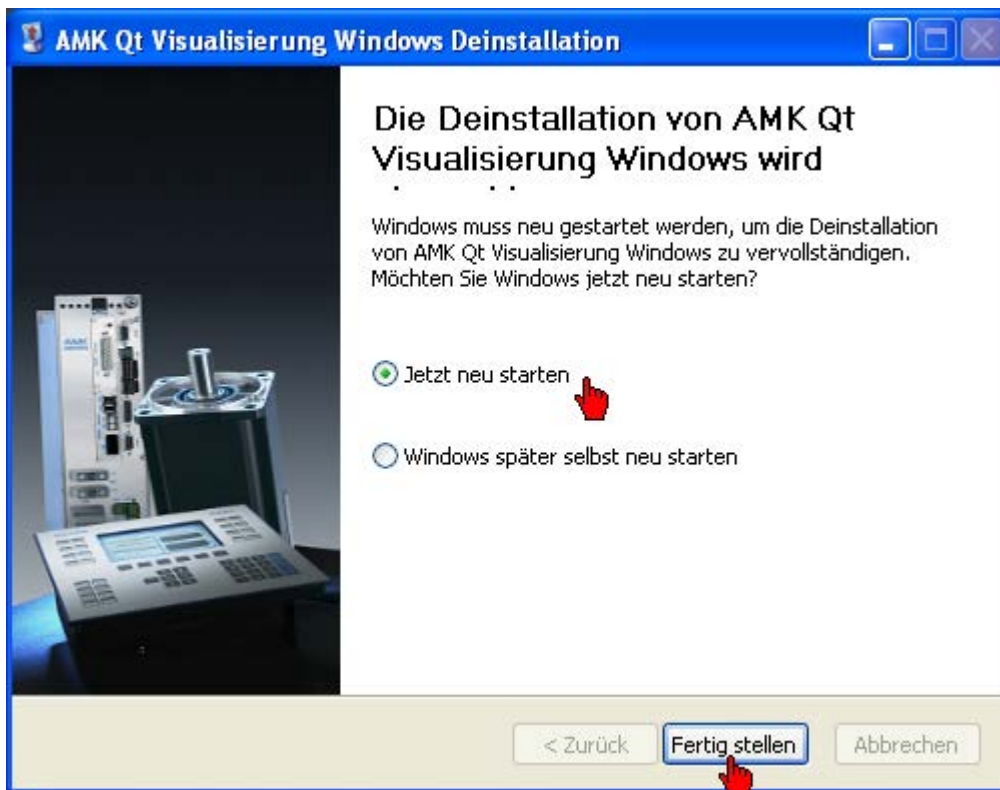 AMK Qt Visualisierung Windows Deinstallation
Die Deinstallation von AMK Qt
Visualisierung Windows wird
Windows muss neu gestartet werden, um die Deinstallation
von AMK Qt Visualisierung Windows zu vervollständigen.
Möchten Sie Windows jetzt neu starten?
Jetzt neu starten
Windows später selbst neu starten
< Zurück
Fertig stellen
Abbrechen